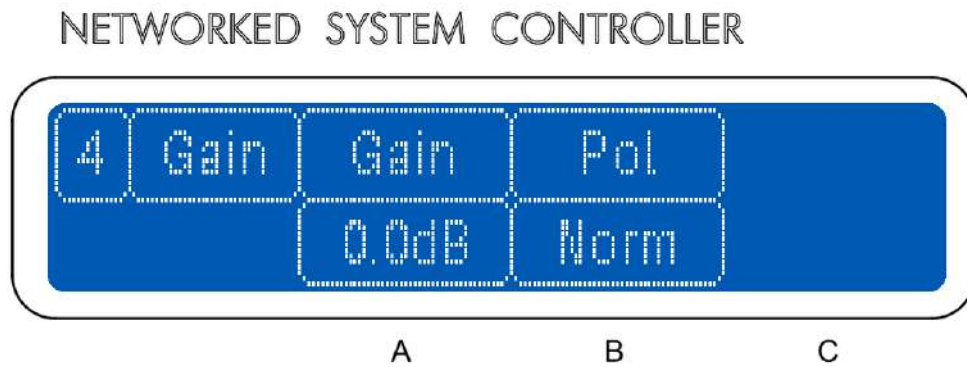 NETWORKED SYSTEM CONTROLLER
4 Gain Gain Pol
0.0dB Norm
A B C